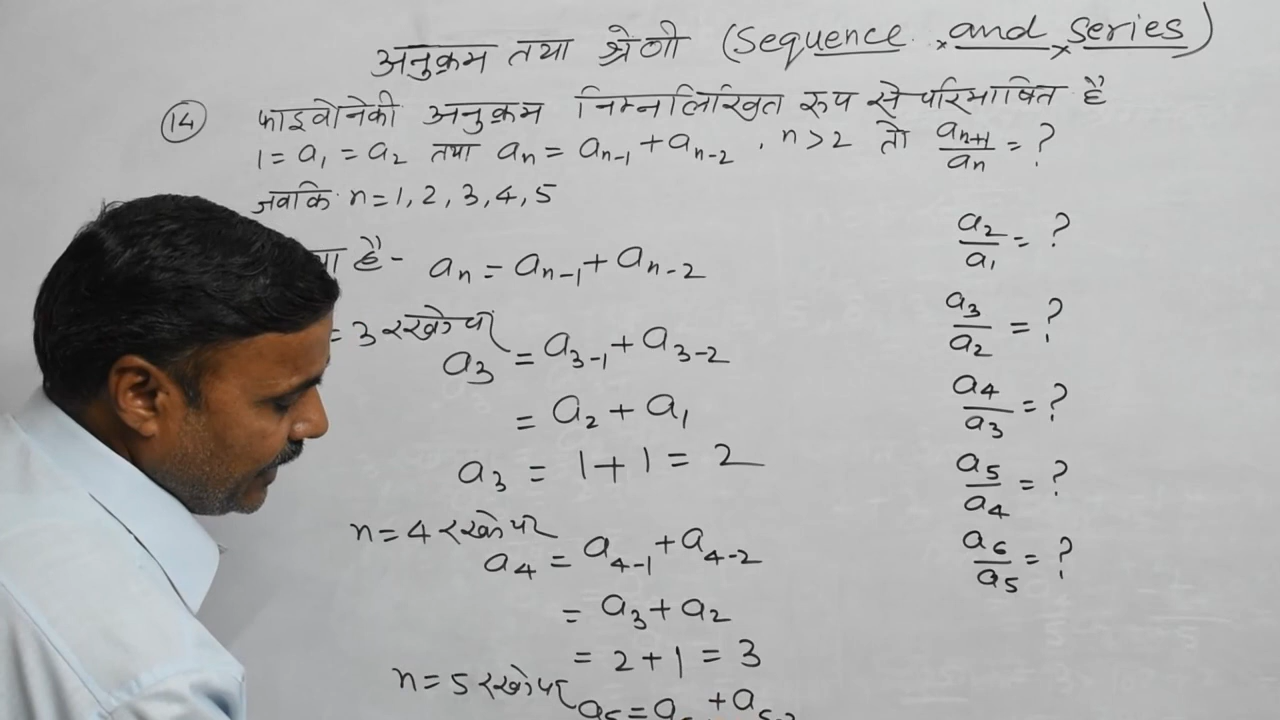 अनुक्रम तथा श्रेणी (Sequence and series)
(14) फाइवोनेकी अनुक्रम निम्नलिखित रूप से परिभाषित है
1 = a₁ = a₂ तथा aₙ = aₙ₋₁ + aₙ₋₂ , n > 2 तो aₙ₊₁/aₙ = ?
जबकि n = 1, 2, 3, 4, 5
है - aₙ = aₙ₋₁ + aₙ₋₂
= 3 रखने पर
a₃ = a₃₋₁ + a₃₋₂
= a₂ + a₁
a₃ = 1 + 1 = 2
n = 4 रखने पर
a₄ = a₄₋₁ + a₄₋₂
= a₃ + a₂
= 2 + 1 = 3
n = 5 रखने पर
a₂/a₁ = ?
a₃/a₂ = ?
a₄/a₃ = ?
a₅/a₄ = ?
a₆/a₅ = ?